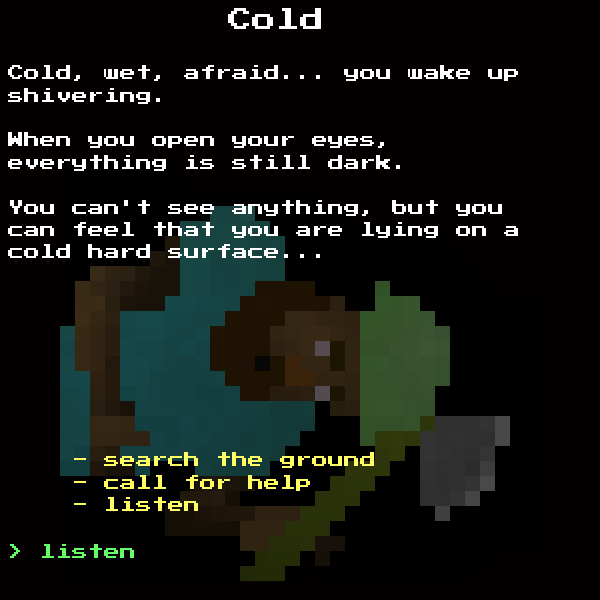 Cold
Cold, wet, afraid... you wake up
shivering.
When you open your eyes,
everything is still dark.
You can't see anything, but you
can feel that you are lying on a
cold hard surface...
- search the ground
- call for help
- listen
> listen